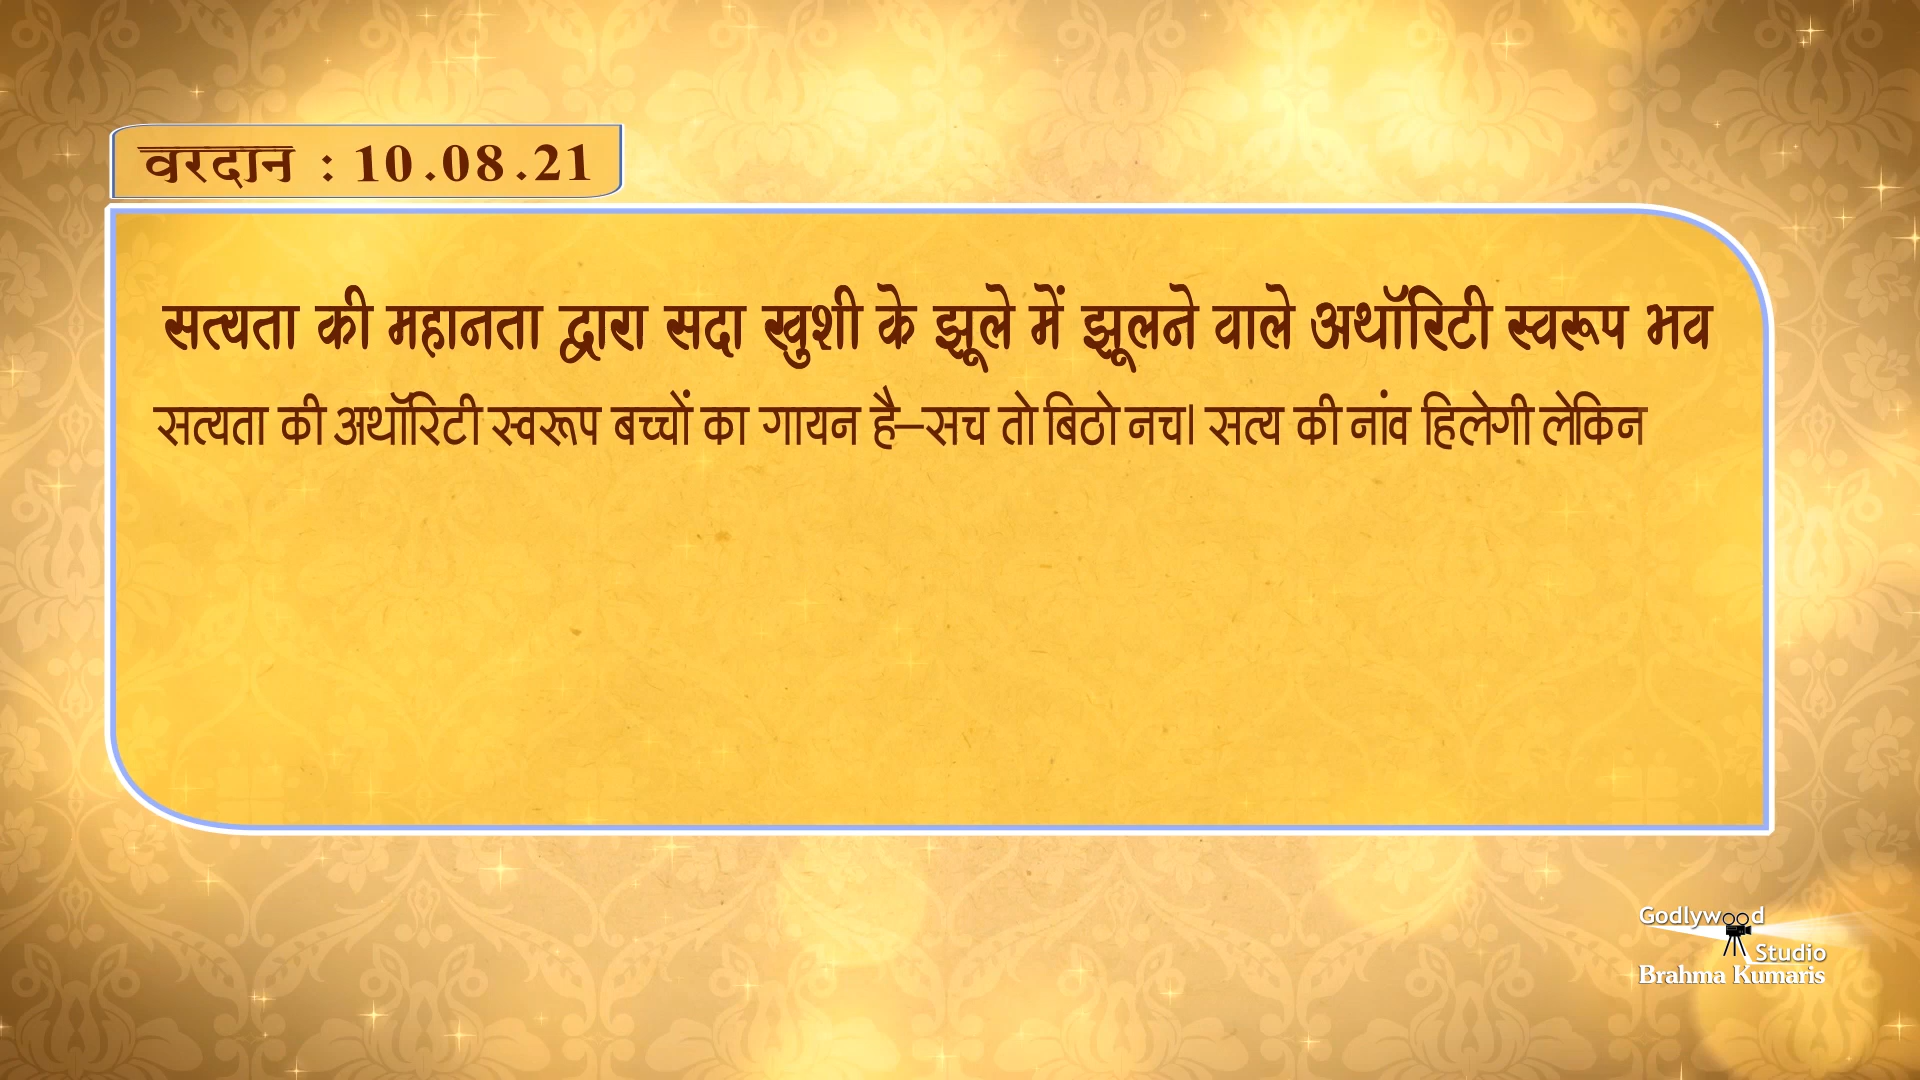 वरदान : 10.08.21
सत्यता की महानता द्वारा सदा खुशी के झूले में झूलने वाले अथॉरिटी स्वरूप भव
सत्यता की अथॉरिटी स्वरूप बच्चों का गायन है–सच तो बिठो नच। सत्य की नांव हिलेगी लेकिन
Godlywood
Studio
Brahma Kumaris